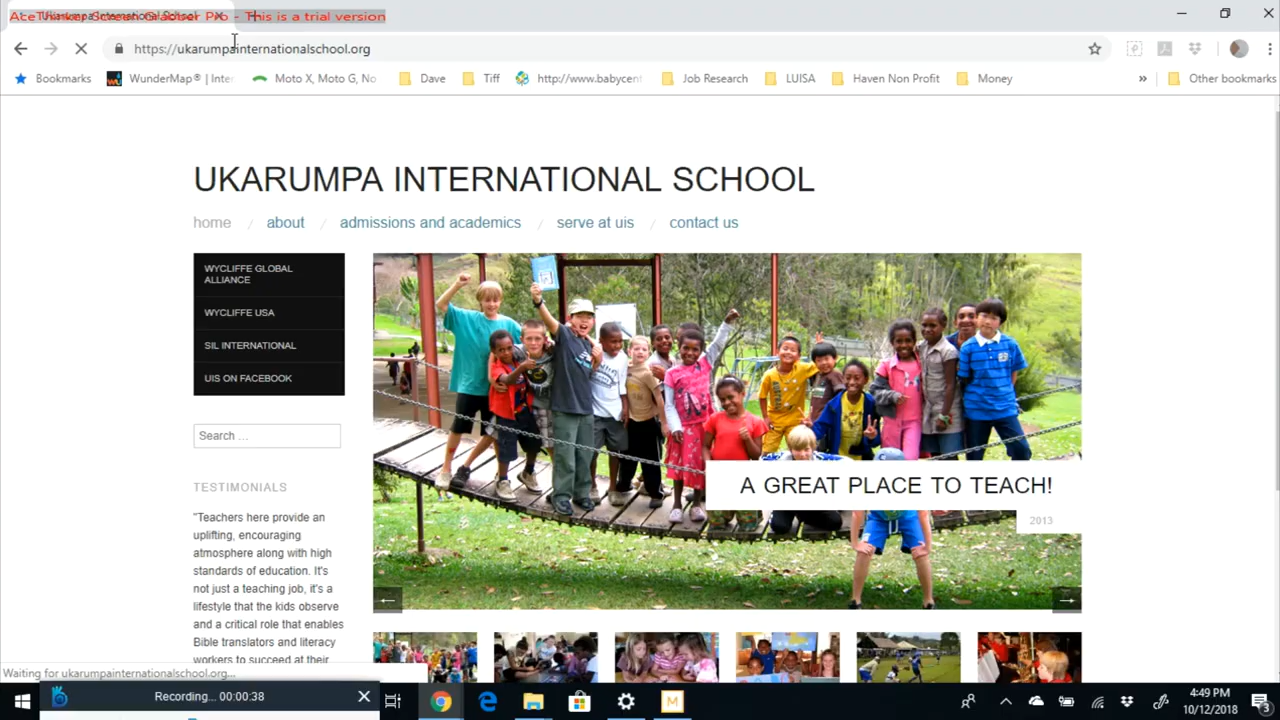 AceThinker Screen Grabber Pro - This is a trial version
Ukarumpa International School
https://ukarumpainternationalschool.org
Bookmarks
WunderMap® | Inter
Moto X, Moto G, No
Dave
Tiff
http://www.babycent
Job Research
LUISA
Haven Non Profit
Money
»
Other bookmarks
UKARUMPA INTERNATIONAL SCHOOL
home / about / admissions and academics / serve at uis / contact us
WYCLIFFE GLOBAL
ALLIANCE
WYCLIFFE USA
SIL INTERNATIONAL
UIS ON FACEBOOK
Search ...
A GREAT PLACE TO TEACH!
2013
TESTIMONIALS
"Teachers here provide an
uplifting, encouraging
atmosphere along with high
standards of education. It's
not just a teaching job, it's a
lifestyle that the kids observe
and a critical role that enables
Bible translators and literacy
workers to succeed at their
Waiting for ukarumpainternationalschool.org...
Recording... 00:00:38
4:49 PM
10/12/2018
3